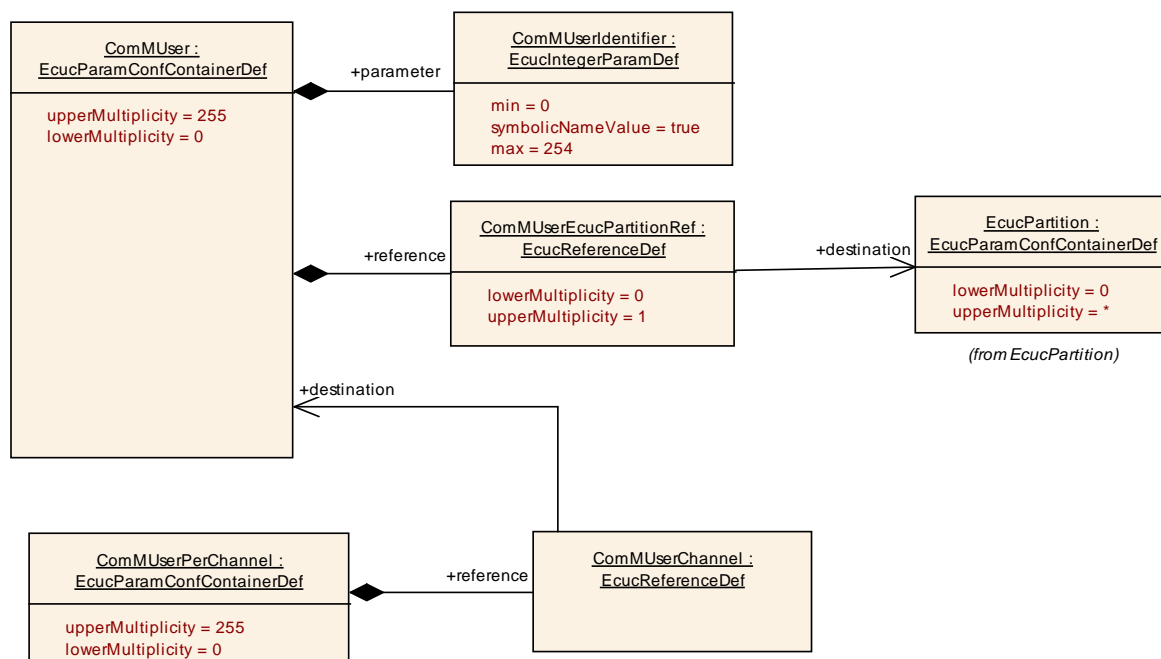 ComMUser :
EcucParamConfContainerDef
upperMultiplicity = 255
lowerMultiplicity = 0
+parameter
ComMUserIdentifier :
EcucIntegerParamDef
min = 0
symbolicNameValue = true
max = 254
+reference
ComMUserEcucPartitionRef :
EcucReferenceDef
lowerMultiplicity = 0
upperMultiplicity = 1
+destination
EcucPartition :
EcucParamConfContainerDef
lowerMultiplicity = 0
upperMultiplicity = *
(from EcucPartition)
+destination
ComMUserPerChannel :
EcucParamConfContainerDef
upperMultiplicity = 255
lowerMultiplicity = 0
+reference
ComMUserChannel :
EcucReferenceDef